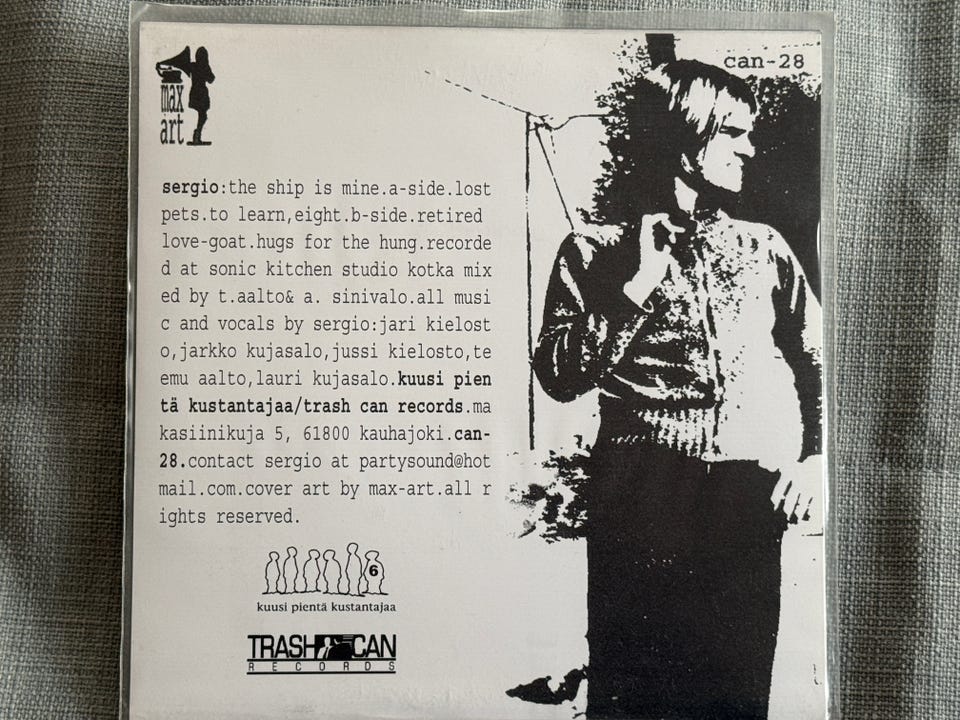 can-28
max
art
sergio:the ship is mine.a-side.lost
pets.to learn,eight.b-side.retired
love-goat.hugs for the hung.recorde
d at sonic kitchen studio kotka mix
ed by t.aalto& a. sinivalo.all musi
c and vocals by sergio:jari kielost
o,jarkko kujasalo,jussi kielosto,te
emu aalto,lauri kujasalo.kuusi pien
tä kustantajaa/trash can records.ma
kasiinikuja 5, 61800 kauhajoki.can-
28.contact sergio at partysound@hot
mail.com.cover art by max-art.all r
ights reserved.
6
kuusi pientä kustantajaa
TRASH CAN
RECORDS